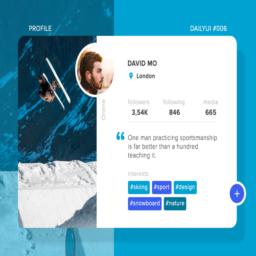 PROFILE
DAILYUI #006
DAVID MO
London
followers
following
media
3,54K
846
665
Chrome
“ One man practicing sportsmanship
is far better than a hundred
teaching it.
Interests
#skiing #sport #design
#snowboard #nature
+